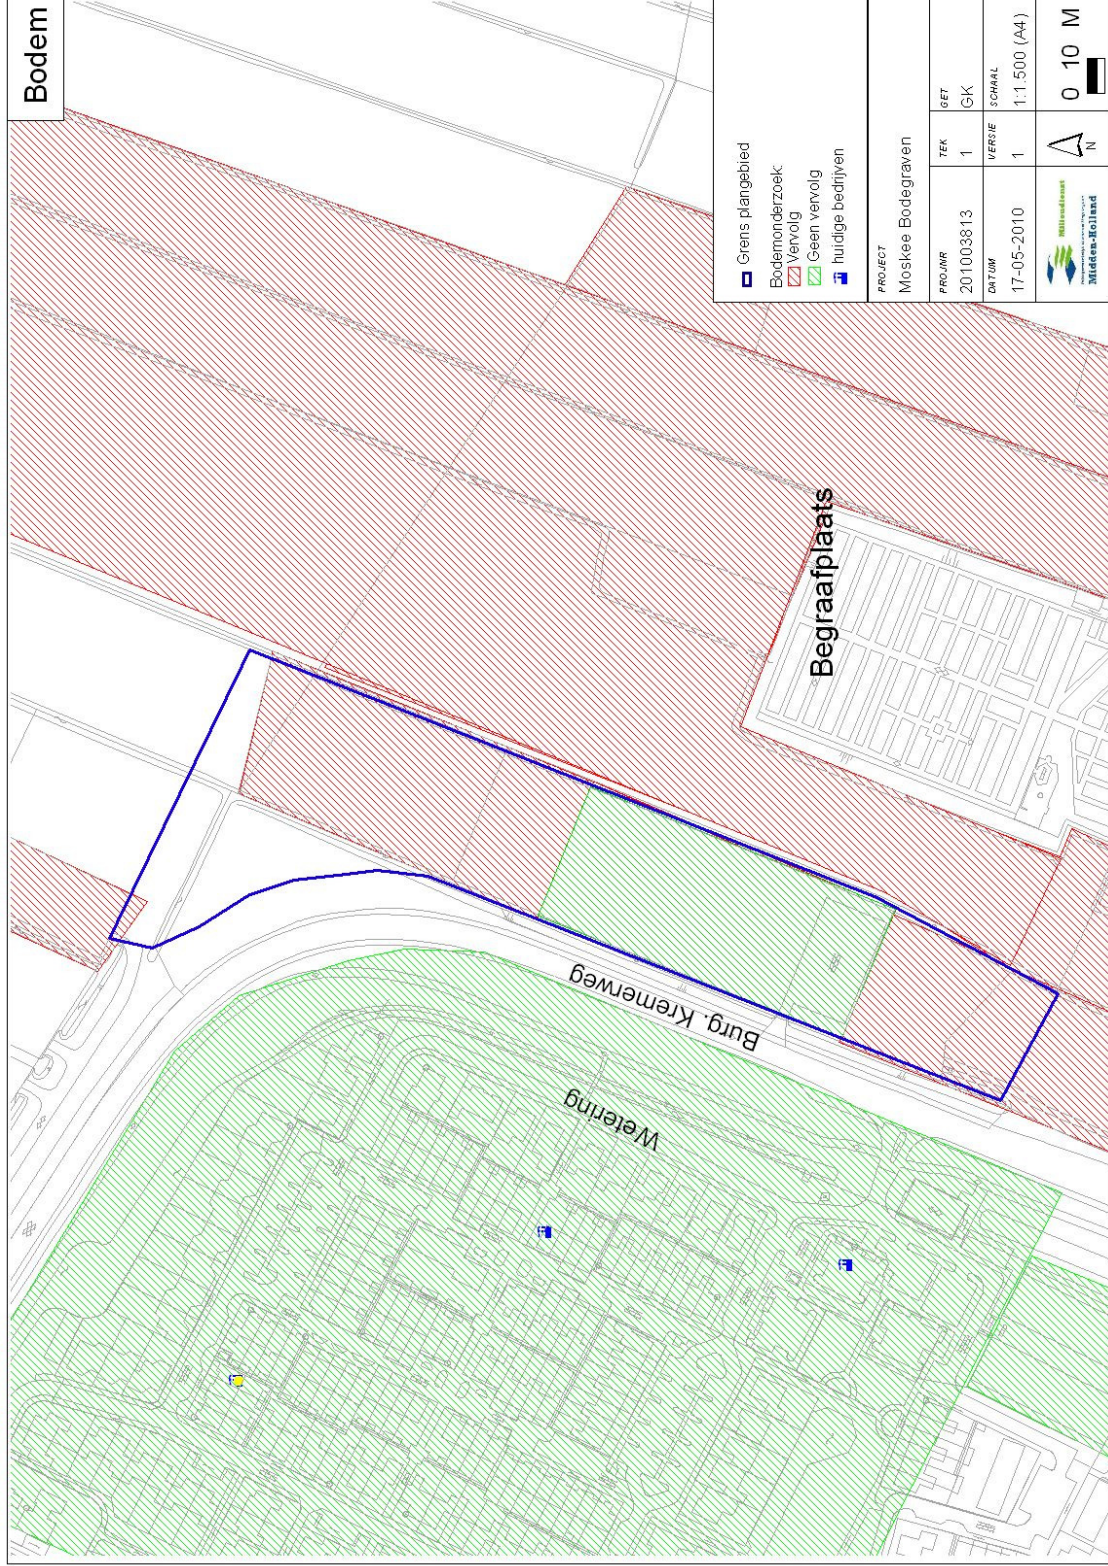 Bodem
Begraafplaats
Burg. Kremerweg
Wetering
Grens plangebied
Bodemonderzoek:
Vervolg
Geen vervolg
huidige bedrijven
PROJECT
Moskee Bodegraven
PROJNR TEK GET
201003813 1 GK
DATUM VERSIE SCHAAL
17-05-2010 1 1:1.500 (A4)
Milieudienst
Midden-Holland
N
0 10 M